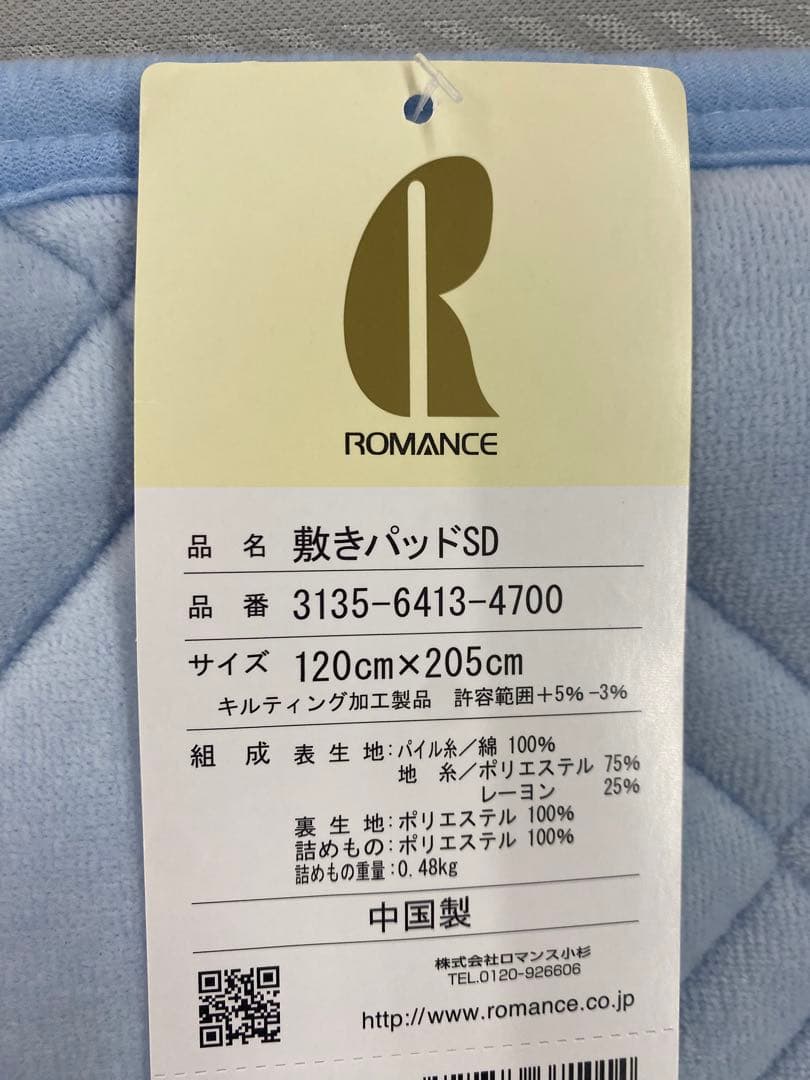 ROMANCE
品 名 敷きパッドSD
品 番 3135-6413-4700
サイズ 120cm×205cm
キルティング加工製品 許容範囲+5%-3%
組 成 表 生 地:パイル糸/綿 100%
地 糸/ポリエステル 75%
レーヨン 25%
裏 生 地:ポリエステル 100%
詰めもの:ポリエステル 100%
詰めもの重量:0.48kg
中国製
株式会社ロマンス小杉
TEL.0120-926606
http://www.romance.co.jp